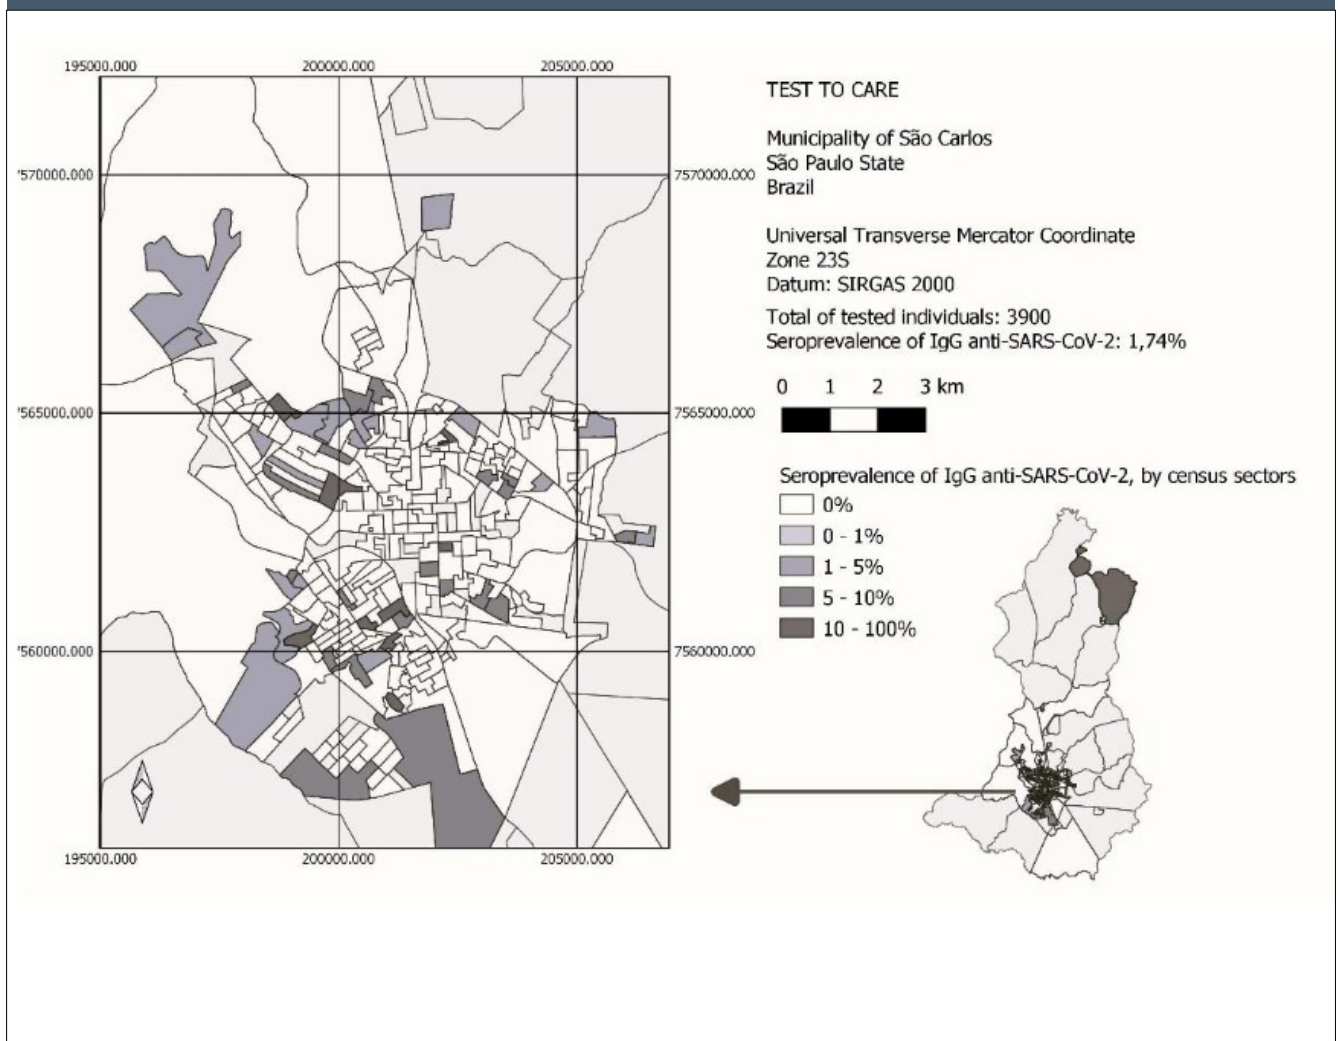 195000.000 200000.000 205000.000
'570000.000 7570000.000
'565000.000 7565000.000
'560000.000 7560000.000
195000.000 200000.000 205000.000
TEST TO CARE
Municipality of São Carlos
São Paulo State
Brazil
Universal Transverse Mercator Coordinate
Zone 23S
Datum: SIRGAS 2000
Total of tested individuals: 3900
Seroprevalence of IgG anti-SARS-CoV-2: 1,74%
0 1 2 3 km
Seroprevalence of IgG anti-SARS-CoV-2, by census sectors
0%
0 - 1%
1 - 5%
5 - 10%
10 - 100%